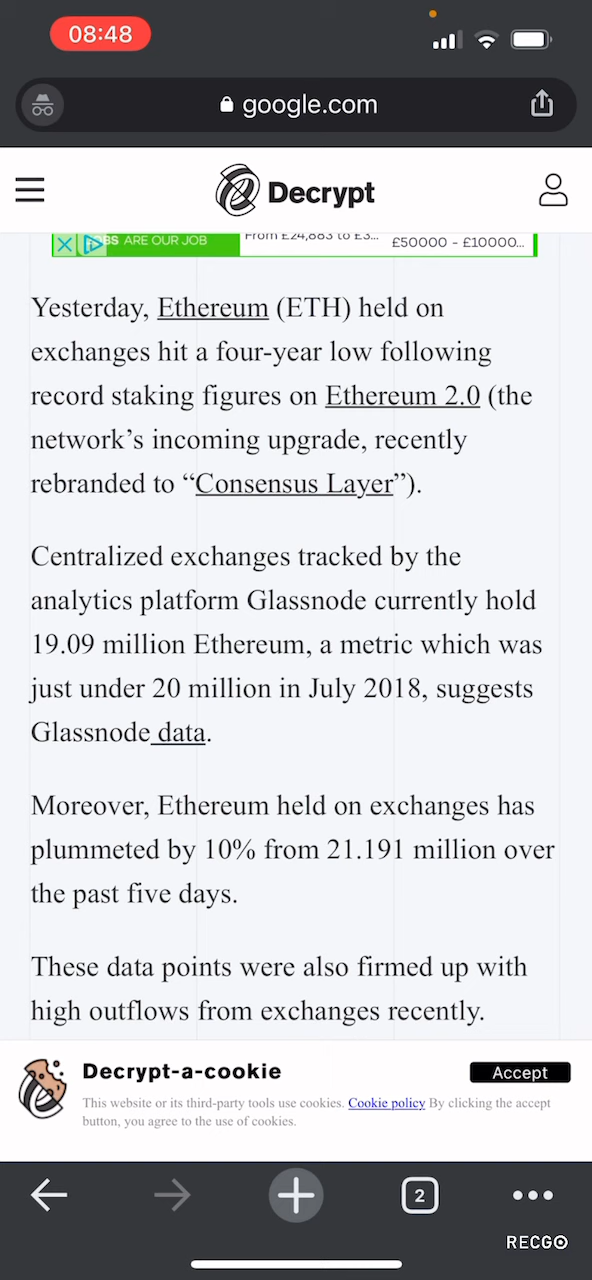 08:48
google.com
Decrypt
BS ARE OUR JOB
From £24,883 to £3...
£50000 - £10000...
Yesterday, Ethereum (ETH) held on
exchanges hit a four-year low following
record staking figures on Ethereum 2.0 (the
network’s incoming upgrade, recently
rebranded to “Consensus Layer”).
Centralized exchanges tracked by the
analytics platform Glassnode currently hold
19.09 million Ethereum, a metric which was
just under 20 million in July 2018, suggests
Glassnode data.
Moreover, Ethereum held on exchanges has
plummeted by 10% from 21.191 million over
the past five days.
These data points were also firmed up with
high outflows from exchanges recently.
Decrypt-a-cookie
Accept
This website or its third-party tools use cookies. Cookie policy By clicking the accept
button, you agree to the use of cookies.
2
RECGO